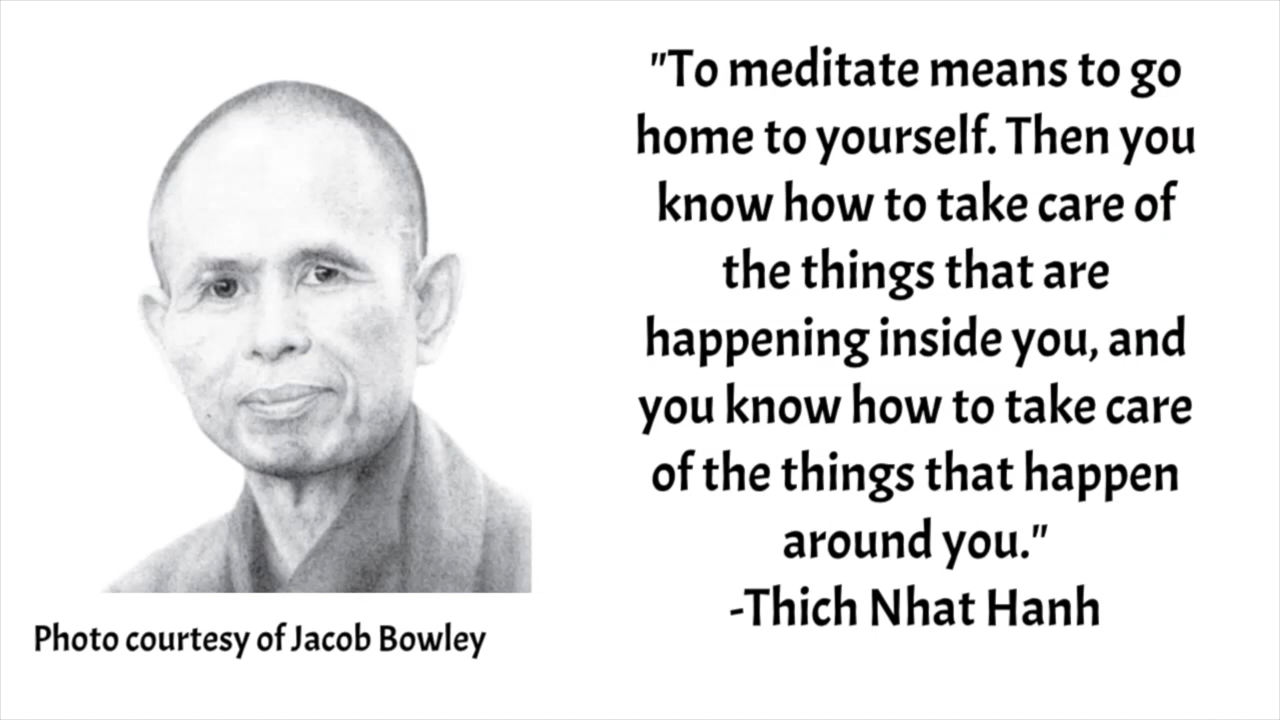 "To meditate means to go
home to yourself. Then you
know how to take care of
the things that are
happening inside you, and
you know how to take care
of the things that happen
around you."
-Thich Nhat Hanh
Photo courtesy of Jacob Bowley